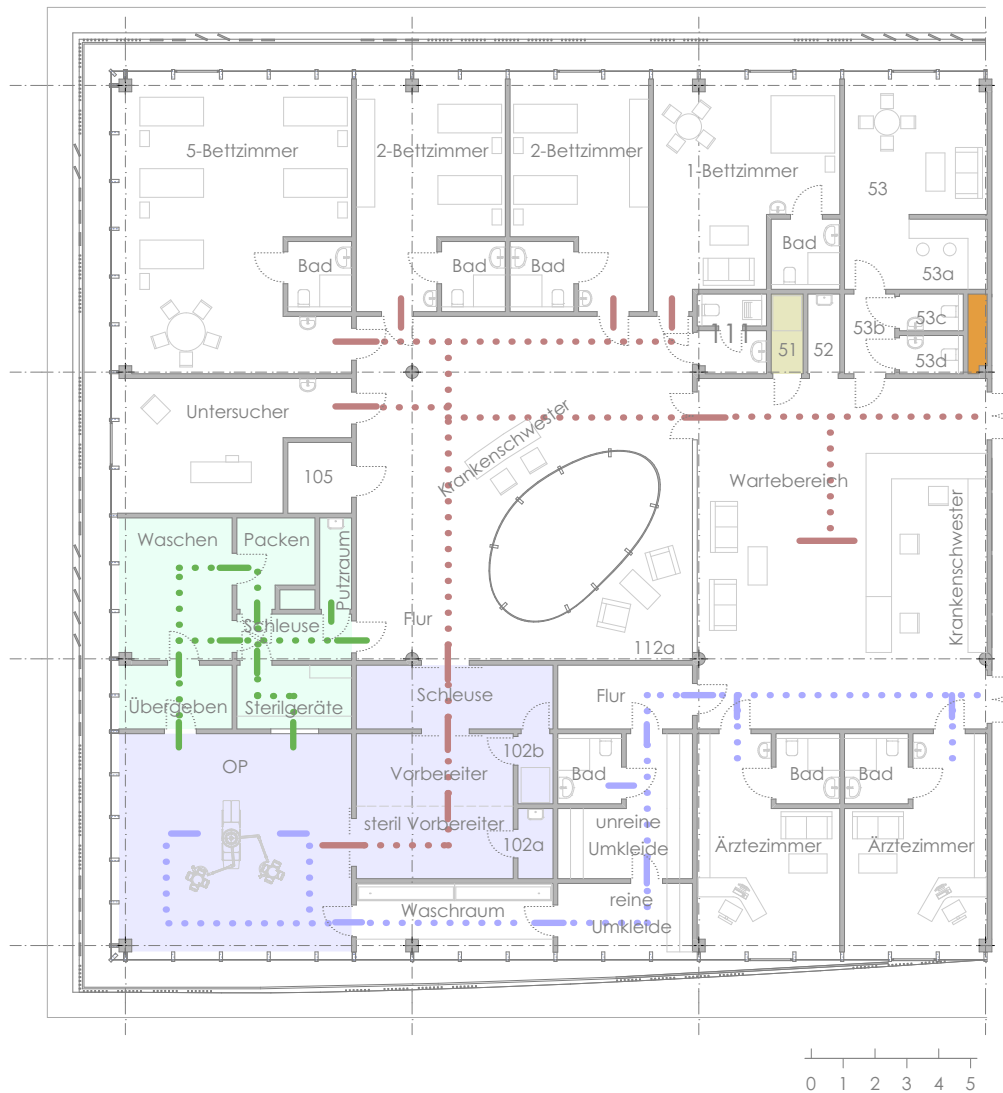 5-Bettzimmer
2-Bettzimmer
2-Bettzimmer
1-Bettzimmer
53
Bad
Bad
Bad
Bad
53a
111
51
52
53b
53c
53d
Untersucher
105
Krankenschwester
Wartebereich
Krankenschwester
Waschen
Packen
Putzraum
Schleuse
Flur
112a
Übergeben
Sterilgeräte
Schleuse
Flur
OP
Vorbereiter
102b
Bad
Bad
Bad
steril Vorbereiter
102a
unreine
Umkleide
Ärztezimmer
Ärztezimmer
Waschraum
reine
Umkleide
0 1 2 3 4 5